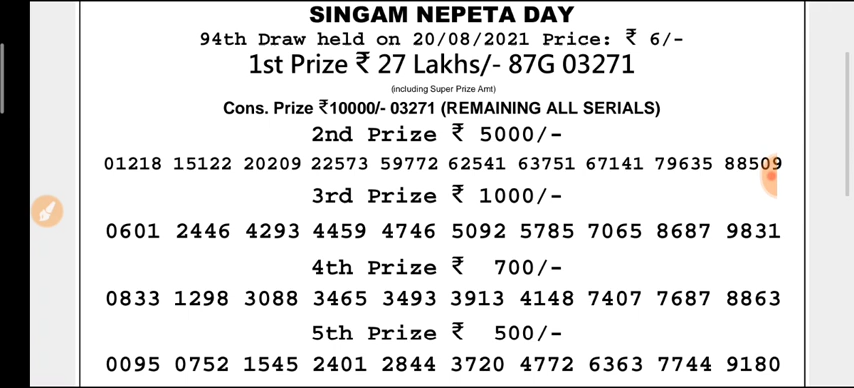 SINGAM NEPETA DAY
94th Draw held on 20/08/2021 Price: ₹ 6/-
1st Prize ₹ 27 Lakhs/- 87G 03271
(including Super Prize Amt)
Cons. Prize ₹10000/- 03271 (REMAINING ALL SERIALS)
2nd Prize ₹ 5000/-
01218 15122 20209 22573 59772 62541 63751 67141 79635 88509
3rd Prize ₹ 1000/-
0601 2446 4293 4459 4746 5092 5785 7065 8687 9831
4th Prize ₹ 700/-
0833 1298 3088 3465 3493 3913 4148 7407 7687 8863
5th Prize ₹ 500/-
0095 0752 1545 2401 2844 3720 4772 6363 7744 9180